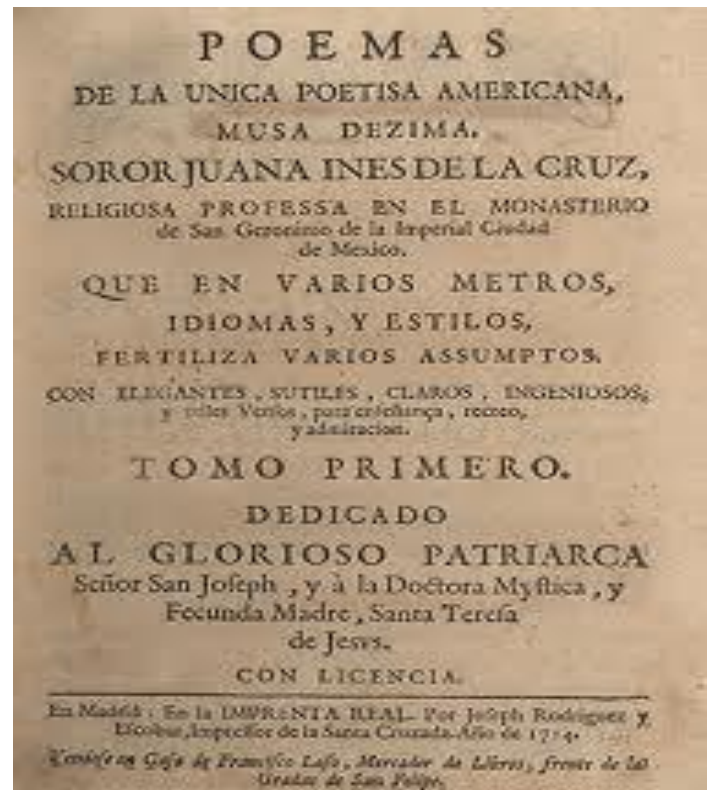 POEMAS
DE LA UNICA POETISA AMERICANA,
MUSA DEZIMA.
SOROR JUANA INES DE LA CRUZ,
RELIGIOSA PROFESSA EN EL MONASTERIO
de San Geronimo de la Imperial Ciudad
de Mexico.
QUE EN VARIOS METROS,
IDIOMAS, Y ESTILOS,
FERTILIZA VARIOS ASSUMPTOS.
CON ELEGANTES, SUTILES, CLAROS, INGENIOSOS,
y utiles Versos, para enseñança, recreo,
y admiracion.
TOMO PRIMERO.
DEDICADO
AL GLORIOSO PATRIARCA
Señor San Joseph, y à la Doctora Mystica, y
Fecunda Madre, Santa Teresa
de Jesvs.
CON LICENCIA.
En Madrid: En la IMPRENTA REAL. Por Joseph Rodriguez y
Escobar, Impressor de la Santa Cruzada. Año de 1714.
Vendese en Casa de Francisco Laso, Mercader de Libros, frente de las
Gradas de San Felipe.